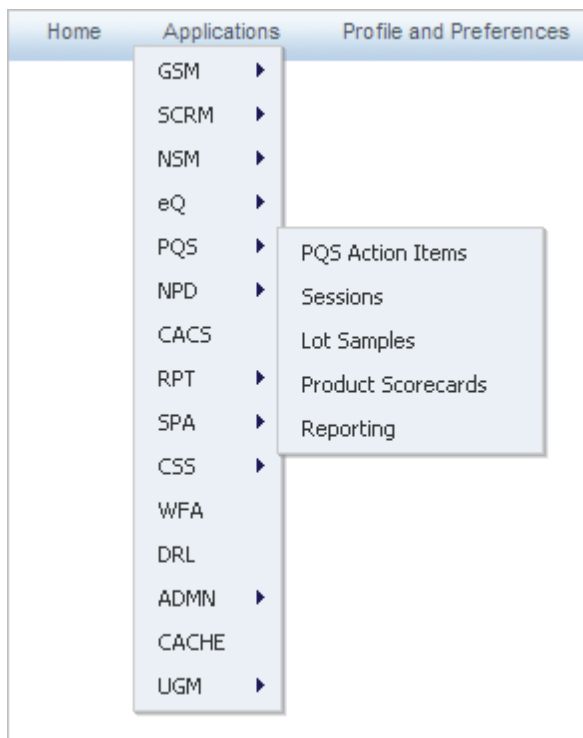 Home Applications Profile and Preferences
GSM
SCRM
NSM
eQ
PQS
NPD
CACS
RPT
SPA
CSS
WFA
DRL
ADMN
CACHE
UGM
PQS Action Items
Sessions
Lot Samples
Product Scorecards
Reporting